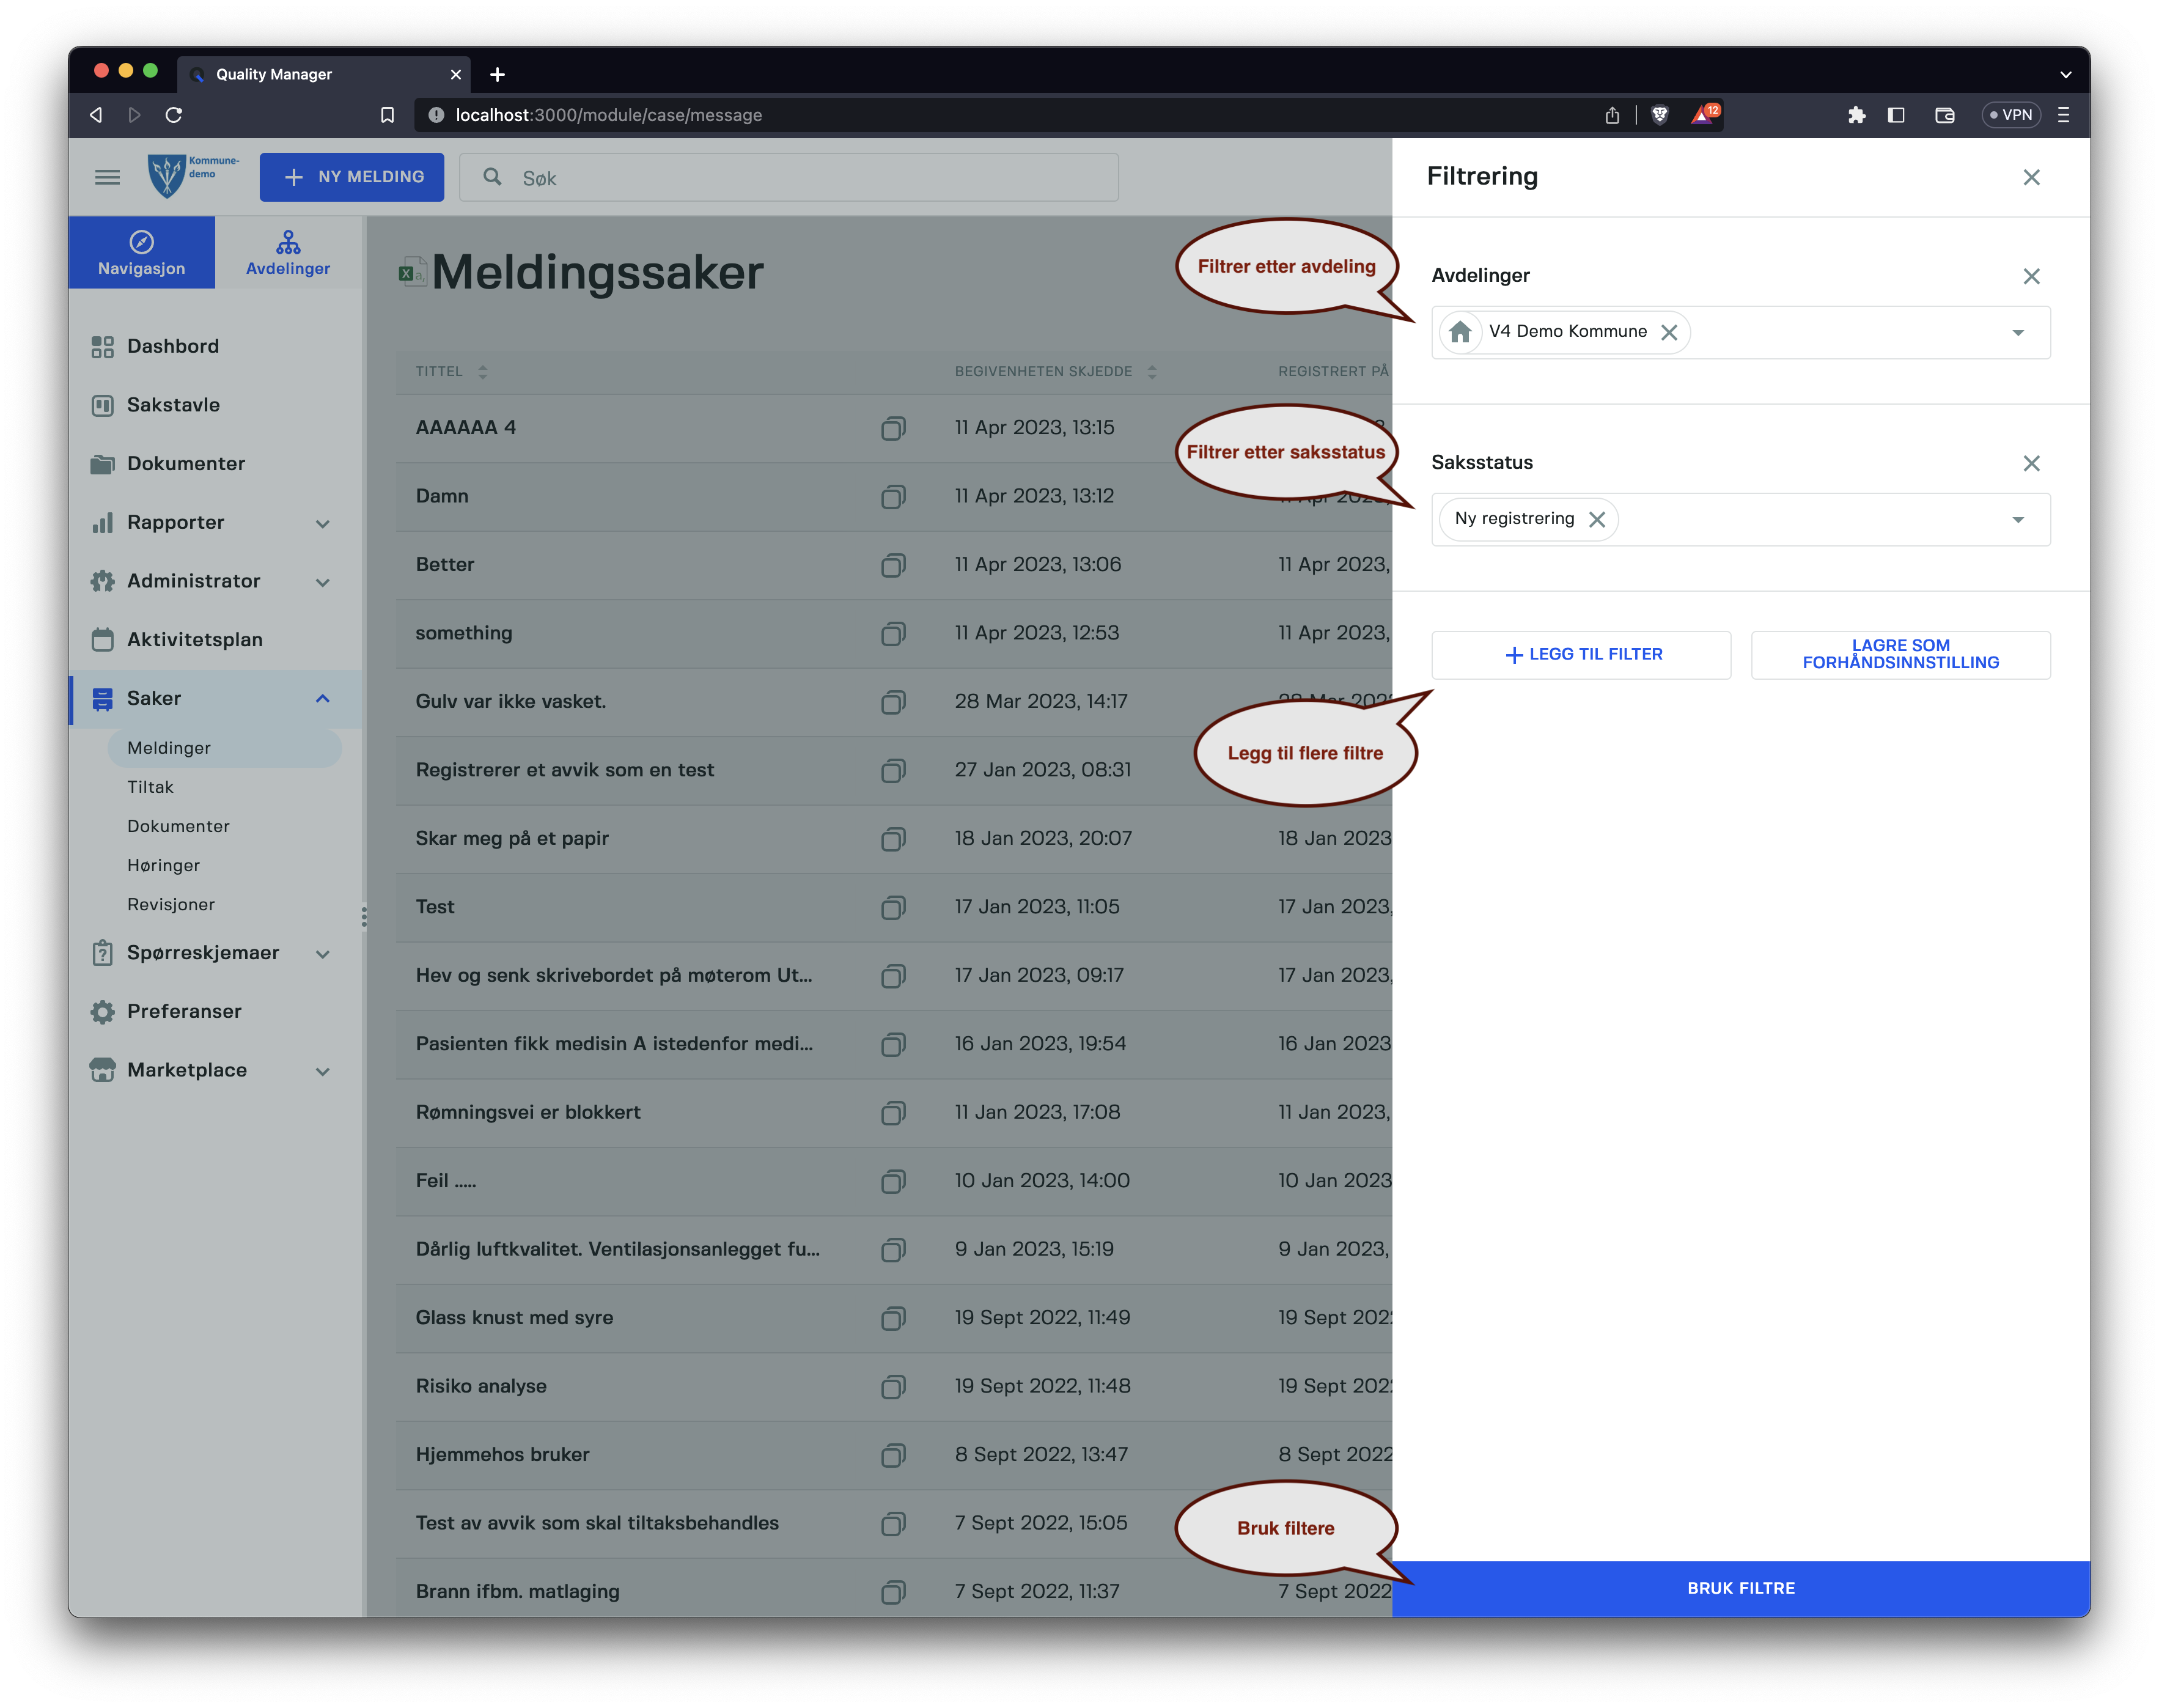 Quality Manager
localhost:3000/module/case/message
12
VPN
Kommune-
demo
NY MELDING
Søk
Filtrering
Navigasjon
Avdelinger
Meldingssaker
Filtrer etter avdeling
Avdelinger
V4 Demo Kommune
Dashbord
Sakstavle
Dokumenter
Rapporter
Administrator
Aktivitetsplan
Saker
Meldinger
Tiltak
Dokumenter
Høringer
Revisjoner
Spørreskjemaer
Preferanser
Marketplace
TITTEL BEGIVENHETEN SKJEDDE REGISTRERT PÅ
AAAAAA 4 11 Apr 2023, 13:15
Damn 11 Apr 2023, 13:12
Better 11 Apr 2023, 13:06 11 Apr 2023,
something 11 Apr 2023, 12:53 11 Apr 2023,
Gulv var ikke vasket. 28 Mar 2023, 14:17
Registrerer et avvik som en test 27 Jan 2023, 08:31
Skar meg på et papir 18 Jan 2023, 20:07 18 Jan 2023
Test 17 Jan 2023, 11:05 17 Jan 2023,
Hev og senk skrivebordet på møterom Ut... 17 Jan 2023, 09:17 17 Jan 2023,
Pasienten fikk medisin A istedenfor medi... 16 Jan 2023, 19:54 16 Jan 2023
Rømningsvei er blokkert 11 Jan 2023, 17:08 11 Jan 2023,
Feil ..... 10 Jan 2023, 14:00 10 Jan 2023
Dårlig luftkvalitet. Ventilasjonsanlegget fu... 9 Jan 2023, 15:19 9 Jan 2023,
Glass knust med syre 19 Sept 2022, 11:49 19 Sept 202
Risiko analyse 19 Sept 2022, 11:48 19 Sept 202
Hjemmehos bruker 8 Sept 2022, 13:47 8 Sept 2022
Test av avvik som skal tiltaksbehandles 7 Sept 2022, 15:05
Brann ifbm. matlaging 7 Sept 2022, 11:37 7 Sept 2022
Filtrer etter saksstatus
Saksstatus
Ny registrering
LEGG TIL FILTER
LAGRE SOM
FORHÅNDSINNSTILLING
Legg til flere filtre
Bruk filtere
BRUK FILTRE